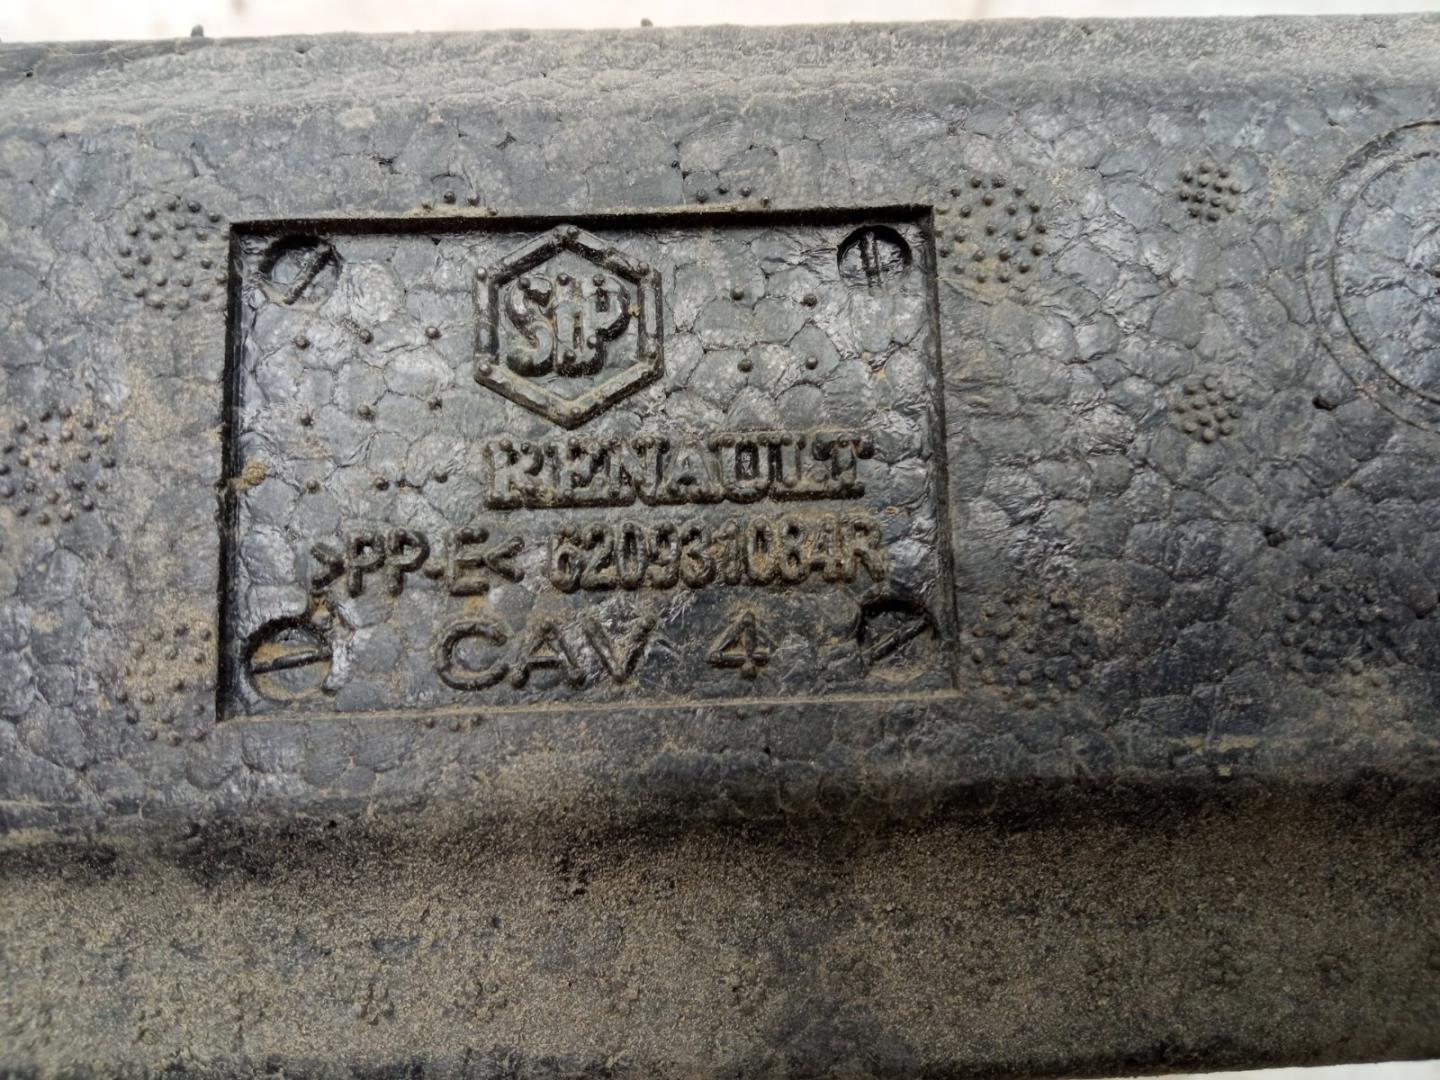 SIP
RENAULT
>PP-E< 620931084R
CAV 4